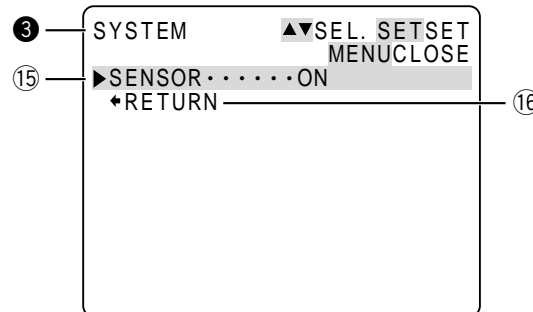 ❸ SYSTEM ▲▼SEL. SETSET
MENUCLOSE
⑮ ▶SENSOR······ON
🠸RETURN ⑯